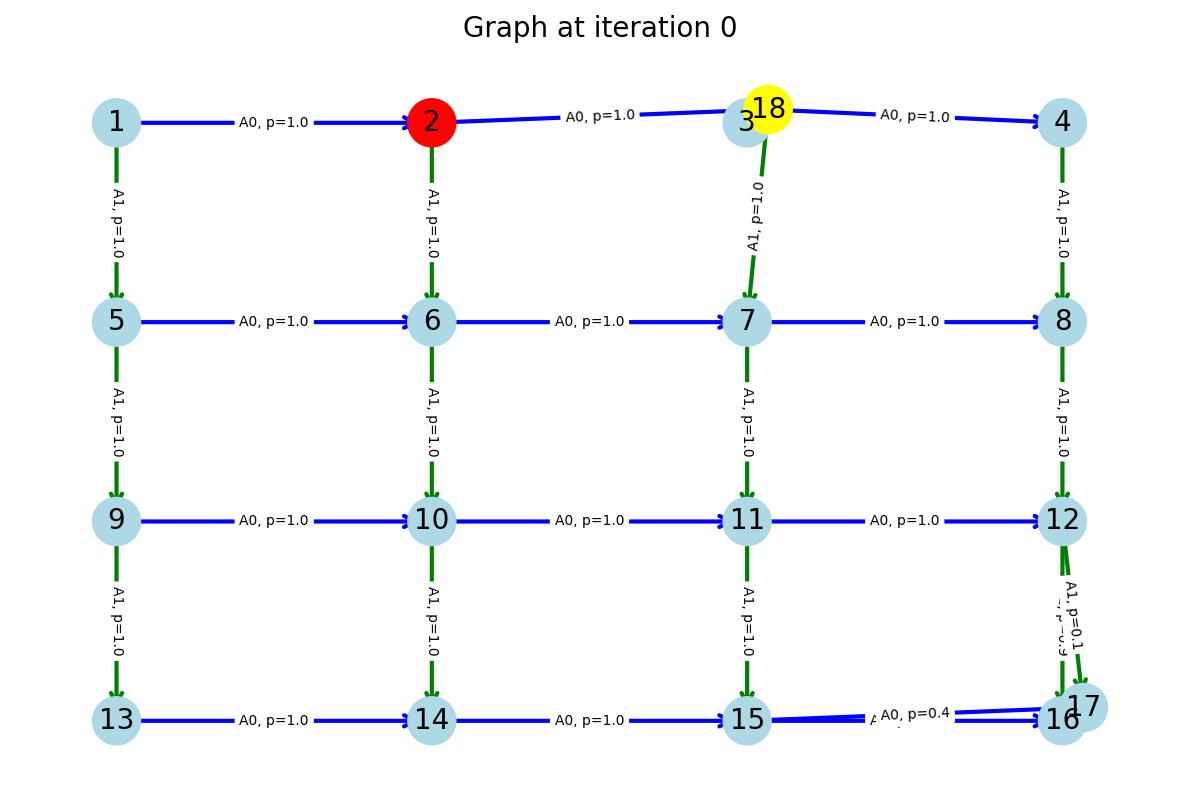 Graph at iteration 0
1
A0, p=1.0
2
A0, p=1.0
3
18
A0, p=1.0
4
A1, p=1.0
A1, p=1.0
A1, p=1.0
A1, p=1.0
5
A0, p=1.0
6
A0, p=1.0
7
A0, p=1.0
8
A1, p=1.0
A1, p=1.0
A1, p=1.0
A1, p=1.0
9
A0, p=1.0
10
A0, p=1.0
11
A0, p=1.0
12
A1, p=1.0
A1, p=1.0
A1, p=1.0
A1, p=0.1
13
A0, p=1.0
14
A0, p=1.0
15
A0, p=0.4
16
17